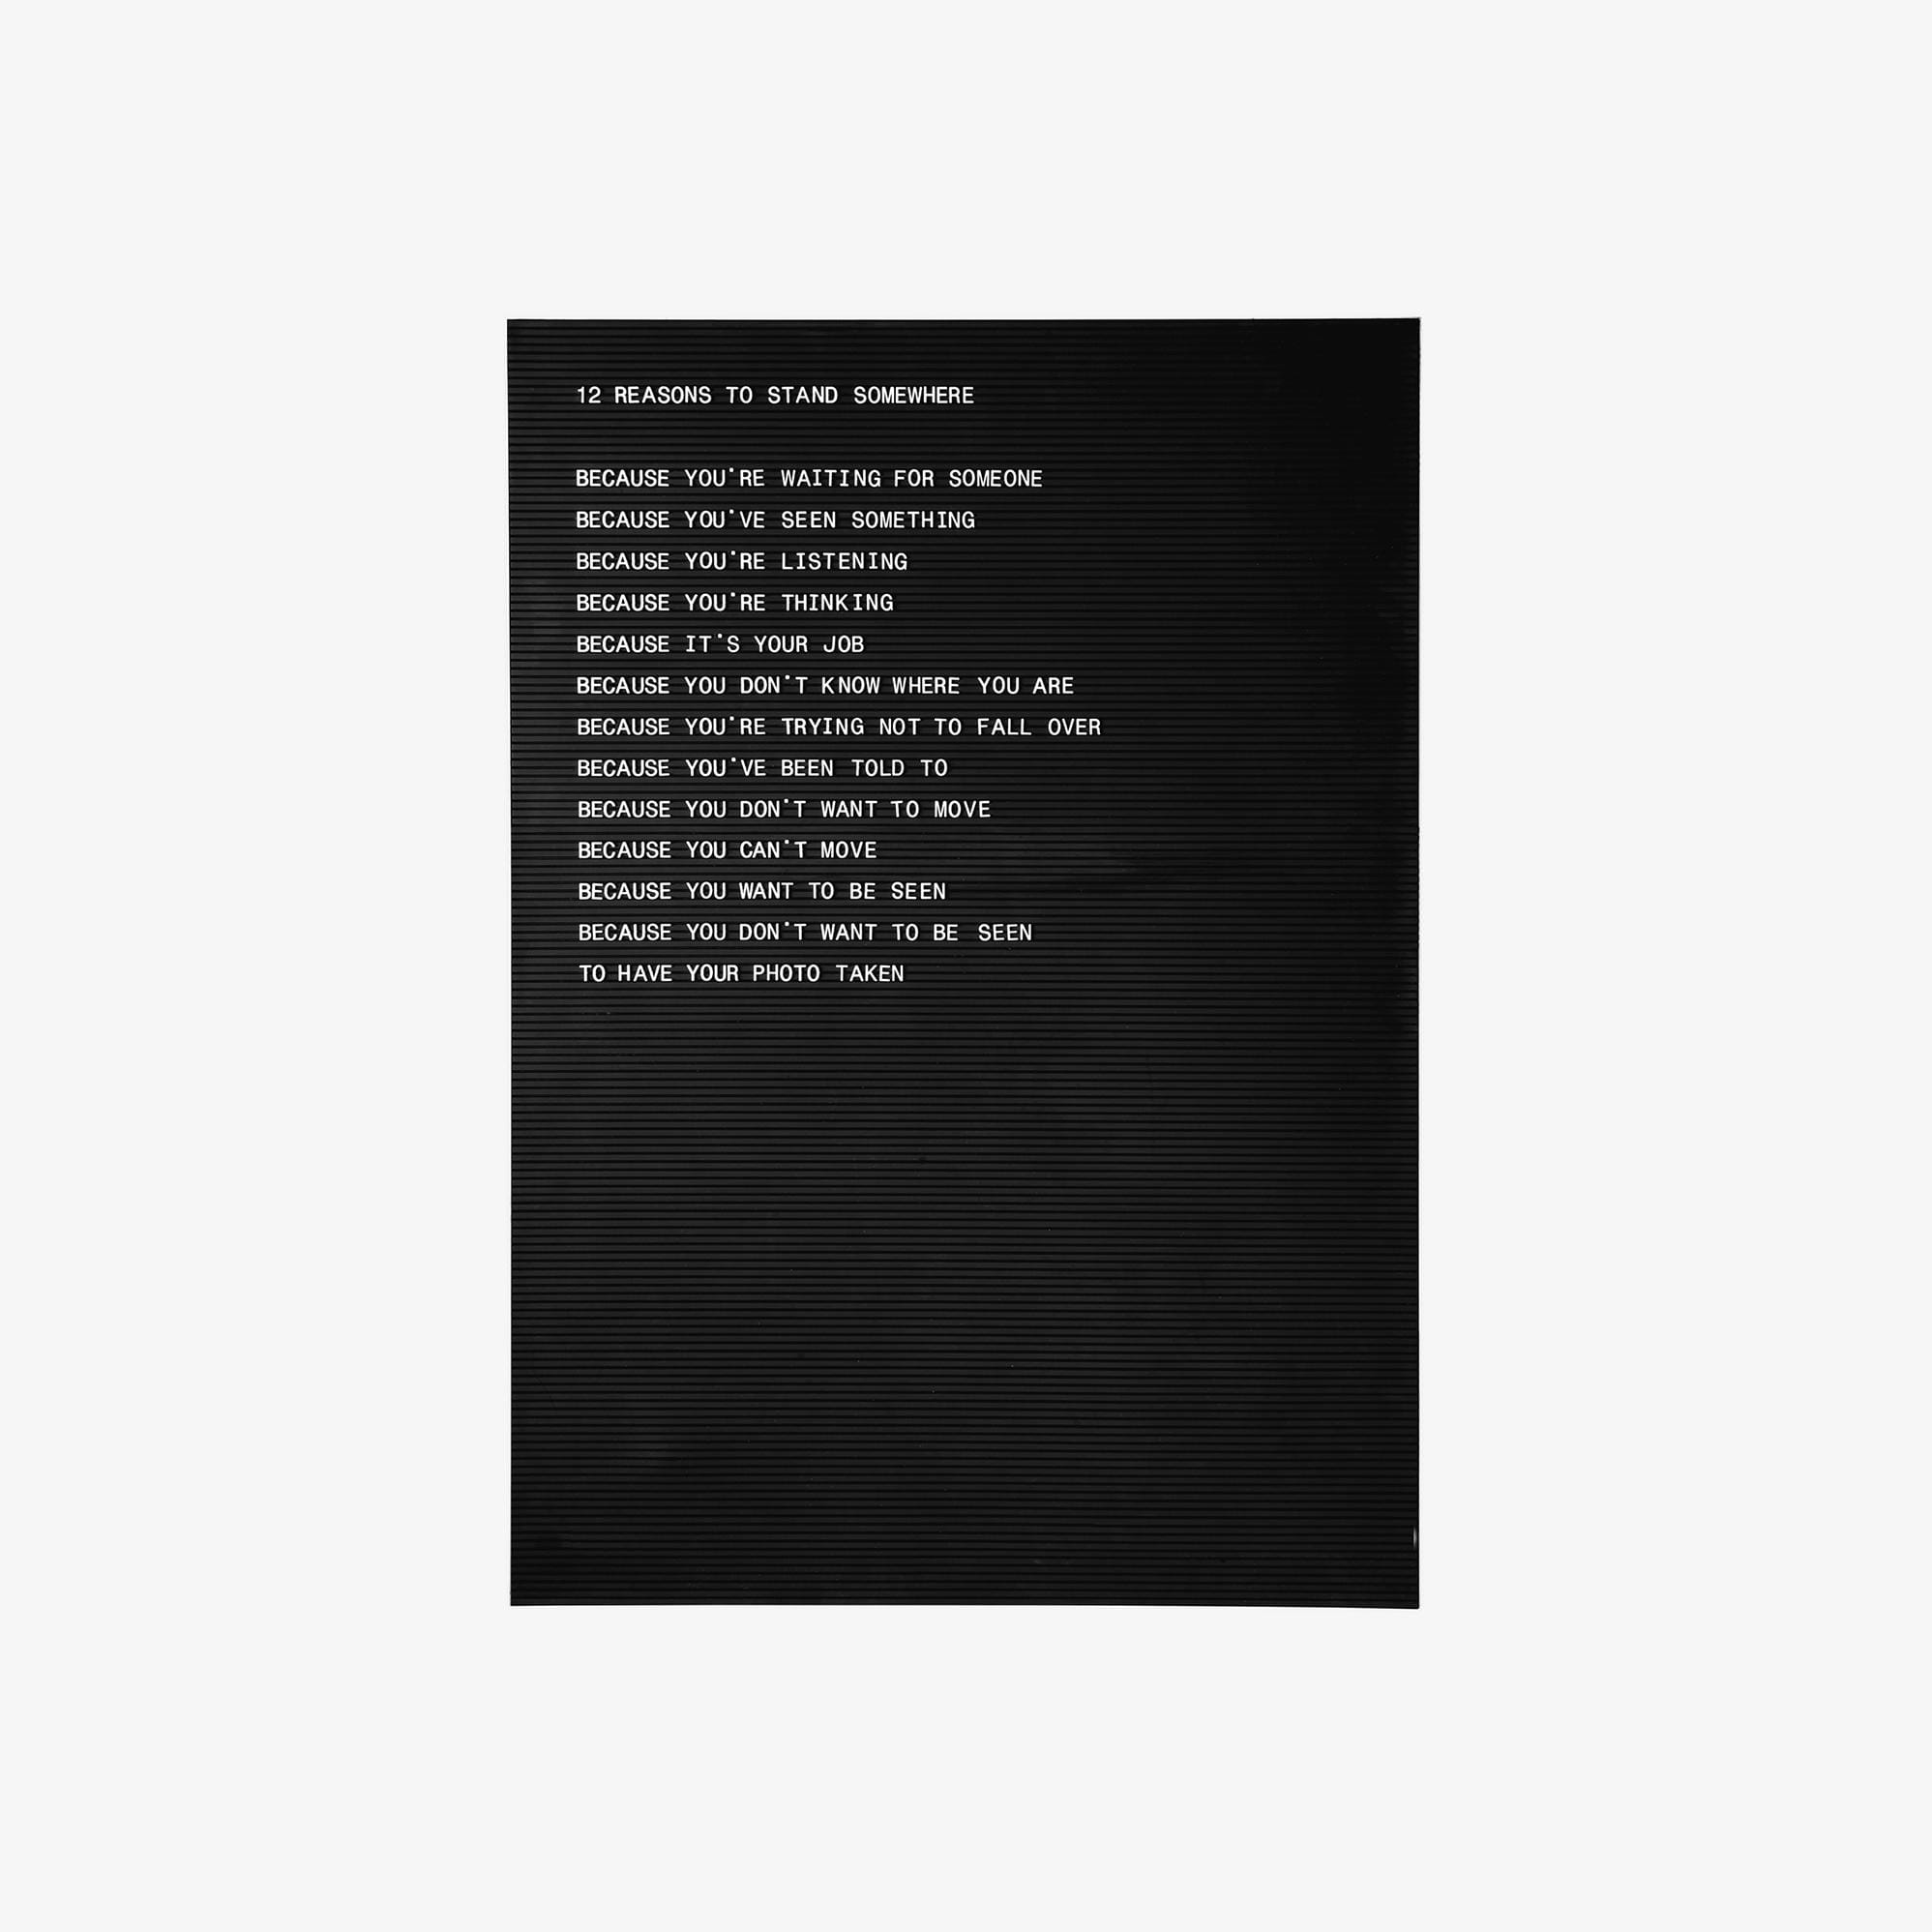 12 REASONS TO STAND SOMEWHERE
BECAUSE YOU'RE WAITING FOR SOMEONE
BECAUSE YOU'VE SEEN SOMETHING
BECAUSE YOU'RE LISTENING
BECAUSE YOU'RE THINKING
BECAUSE IT'S YOUR JOB
BECAUSE YOU DON'T KNOW WHERE YOU ARE
BECAUSE YOU'RE TRYING NOT TO FALL OVER
BECAUSE YOU'VE BEEN TOLD TO
BECAUSE YOU DON'T WANT TO MOVE
BECAUSE YOU CAN'T MOVE
BECAUSE YOU WANT TO BE SEEN
BECAUSE YOU DON'T WANT TO BE SEEN
TO HAVE YOUR PHOTO TAKEN